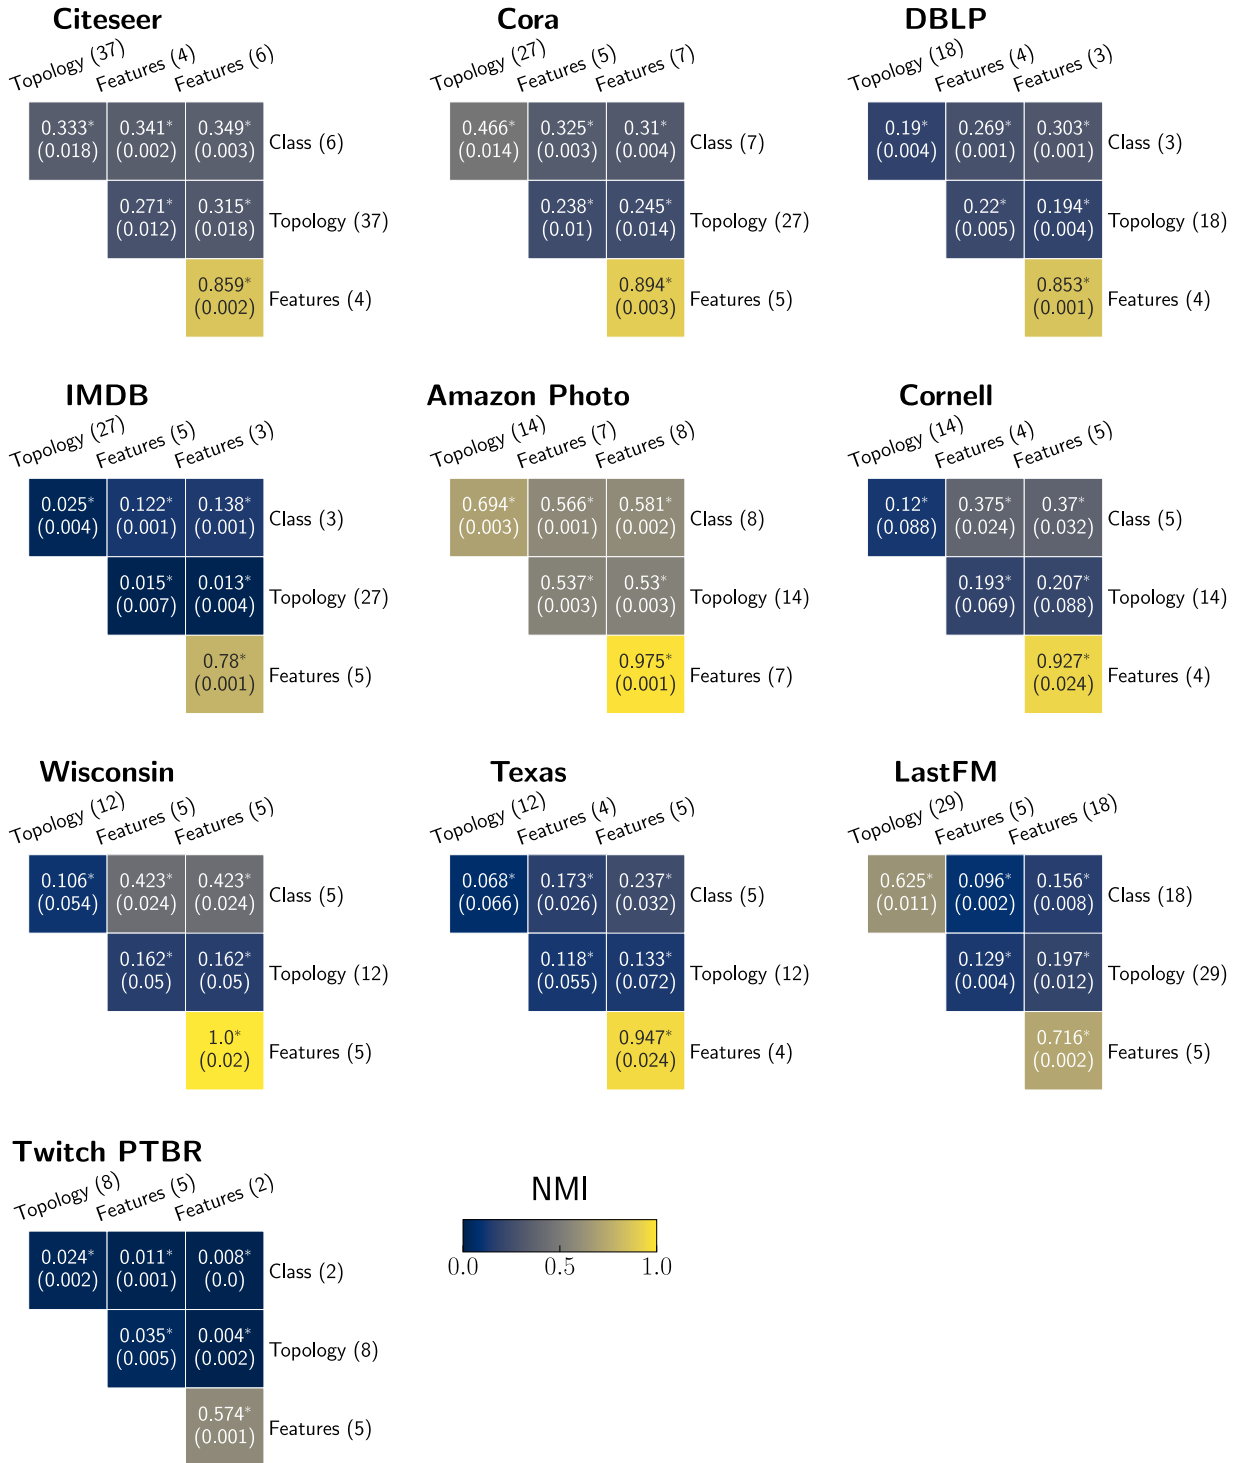 Citeseer
Topology (37) Features (4) Features (6)
0.333* 0.341* 0.349*
(0.018) (0.002) (0.003) Class (6)
0.271* 0.315*
(0.012) (0.018) Topology (37)
0.859*
(0.002) Features (4)
Cora
Topology (27) Features (5) Features (7)
0.466* 0.325* 0.31*
(0.014) (0.003) (0.004) Class (7)
0.238* 0.245*
(0.01) (0.014) Topology (27)
0.894*
(0.003) Features (5)
DBLP
Topology (18) Features (4) Features (3)
0.19* 0.269* 0.303*
(0.004) (0.001) (0.001) Class (3)
0.22* 0.194*
(0.005) (0.004) Topology (18)
0.853*
(0.001) Features (4)
IMDB
Topology (27) Features (5) Features (3)
0.025* 0.122* 0.138*
(0.004) (0.001) (0.001) Class (3)
0.015* 0.013*
(0.007) (0.004) Topology (27)
0.78*
(0.001) Features (5)
Amazon Photo
Topology (14) Features (7) Features (8)
0.694* 0.566* 0.581*
(0.003) (0.001) (0.002) Class (8)
0.537* 0.53*
(0.003) (0.003) Topology (14)
0.975*
(0.001) Features (7)
Cornell
Topology (14) Features (4) Features (5)
0.12* 0.375* 0.37*
(0.088) (0.024) (0.032) Class (5)
0.193* 0.207*
(0.069) (0.088) Topology (14)
0.927*
(0.024) Features (4)
Wisconsin
Topology (12) Features (5) Features (5)
0.106* 0.423* 0.423*
(0.054) (0.024) (0.024) Class (5)
0.162* 0.162*
(0.05) (0.05) Topology (12)
1.0*
(0.02) Features (5)
Texas
Topology (12) Features (4) Features (5)
0.068* 0.173* 0.237*
(0.066) (0.026) (0.032) Class (5)
0.118* 0.133*
(0.055) (0.072) Topology (12)
0.947*
(0.024) Features (4)
LastFM
Topology (29) Features (5) Features (18)
0.625* 0.096* 0.156*
(0.011) (0.002) (0.008) Class (18)
0.129* 0.197*
(0.004) (0.012) Topology (29)
0.716*
(0.002) Features (5)
Twitch PTBR
Topology (8) Features (5) Features (2)
0.024* 0.011* 0.008*
(0.002) (0.001) (0.0) Class (2)
0.035* 0.004*
(0.005) (0.002) Topology (8)
0.574*
(0.001) Features (5)
NMI
0.0 0.5 1.0